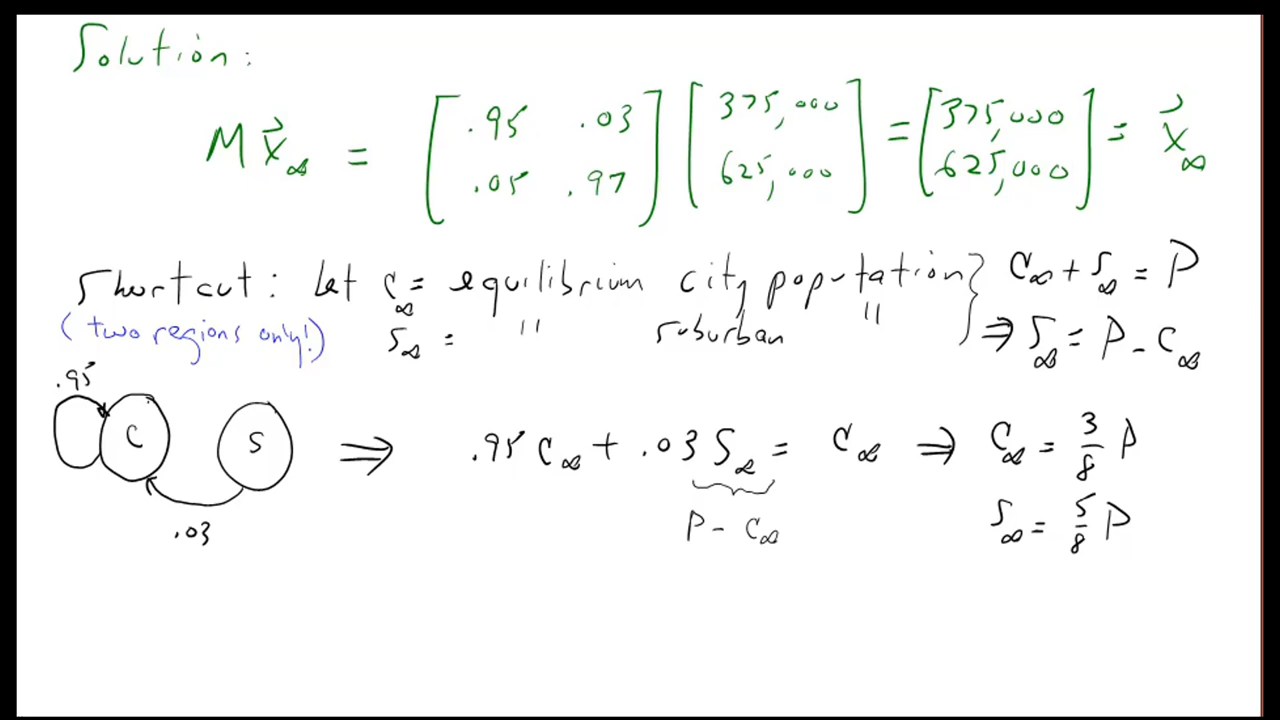 Solution:
M x⃗∞ = [ .95 .03 ; .05 .97 ] [ 375,000 ; 625,000 ] = [ 375,000 ; 625,000 ] = x⃗∞
Shortcut: Let C∞ = equilibrium city population } C∞ + S∞ = P
(two regions only!) S∞ = " suburban " ⇒ S∞ = P - C∞
.95
C S ⇒ .95 C∞ + .03 S∞ = C∞ ⇒ C∞ = 3/8 P
P - C∞ S∞ = 5/8 P
.03